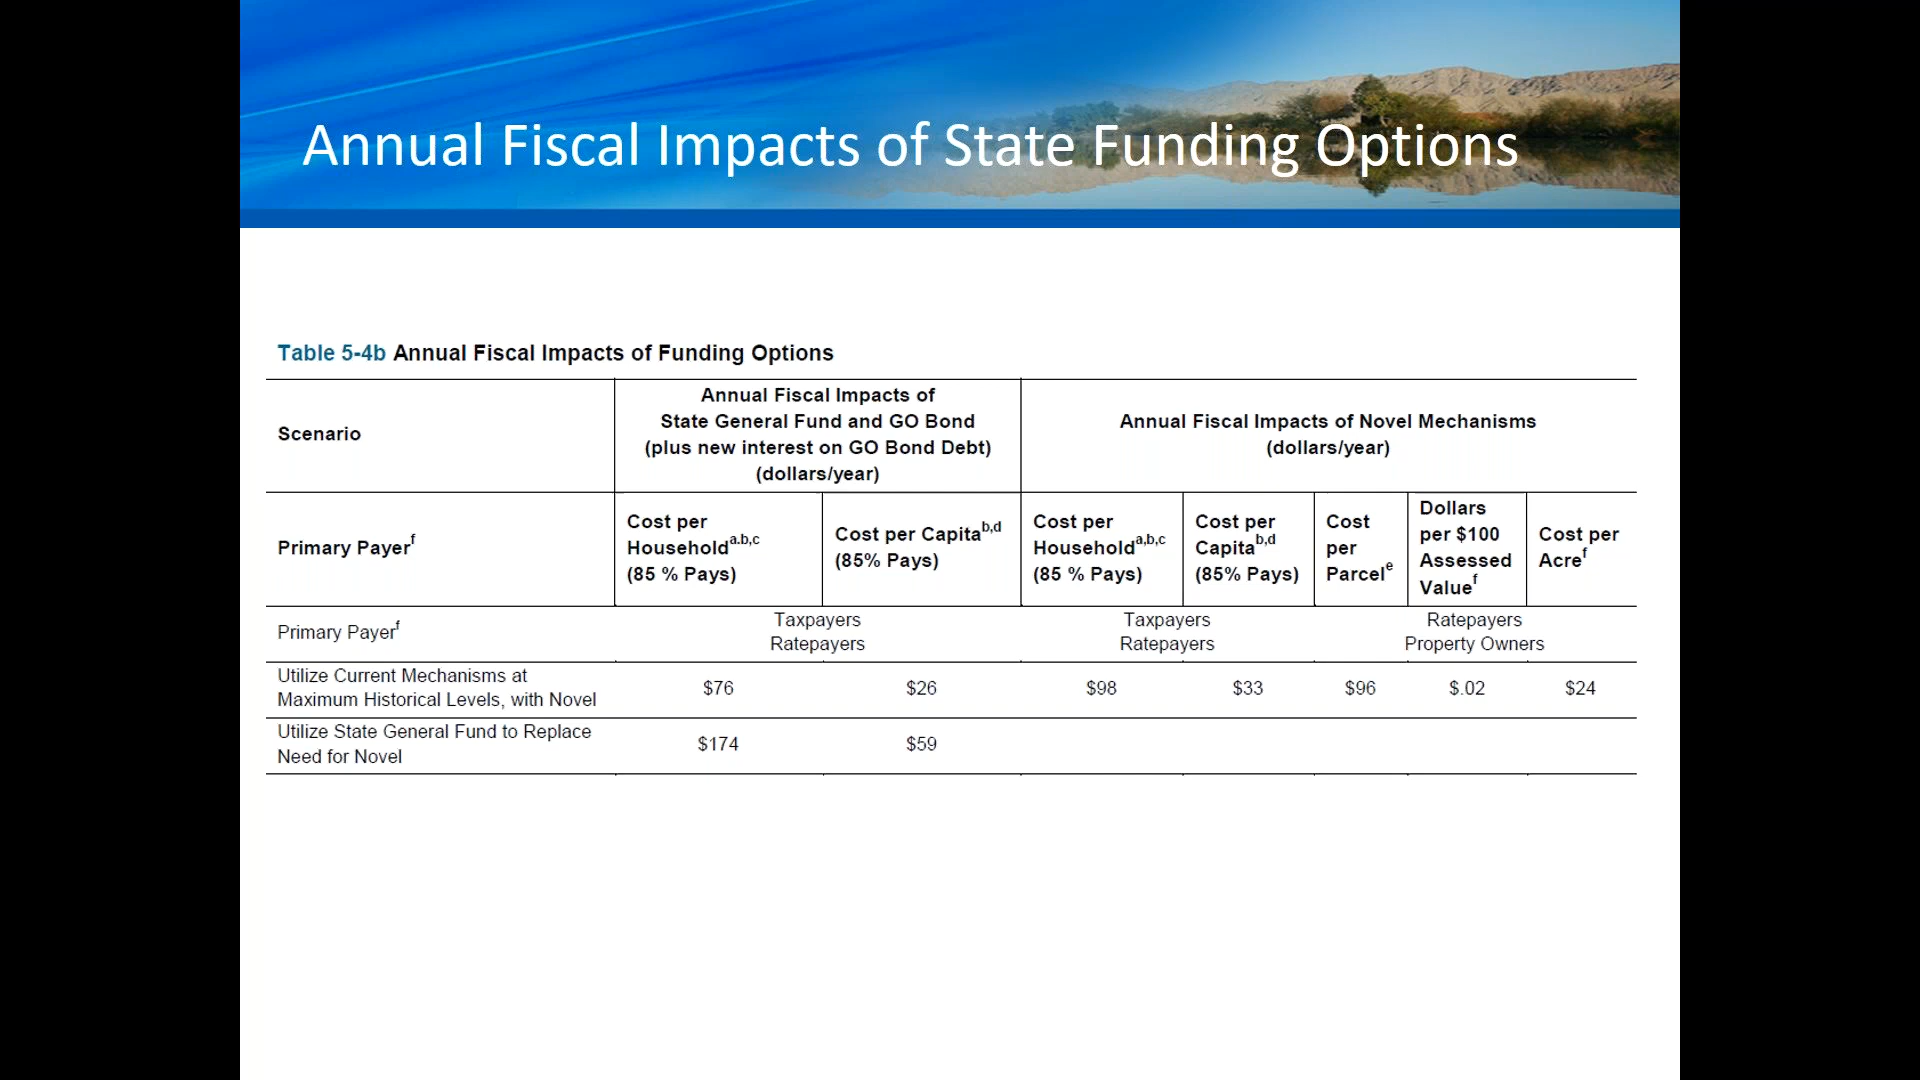 Annual Fiscal Impacts of State Funding Options
Table 5-4b Annual Fiscal Impacts of Funding Options
Scenario
Annual Fiscal Impacts of
State General Fund and GO Bond
(plus new interest on GO Bond Debt)
(dollars/year)
Annual Fiscal Impacts of Novel Mechanisms
(dollars/year)
Primary Payerf
Cost per
Householda.b,c
(85 % Pays)
Cost per Capitab,d
(85% Pays)
Cost per
Householda,b,c
(85 % Pays)
Cost per
Capitab,d
(85% Pays)
Cost
per
Parcele
Dollars
per $100
Assessed
Valuef
Cost per
Acref
Primary Payerf
Taxpayers
Ratepayers
Taxpayers
Ratepayers
Ratepayers
Property Owners
Utilize Current Mechanisms at
Maximum Historical Levels, with Novel
$76
$26
$98
$33
$96
$.02
$24
Utilize State General Fund to Replace
Need for Novel
$174
$59